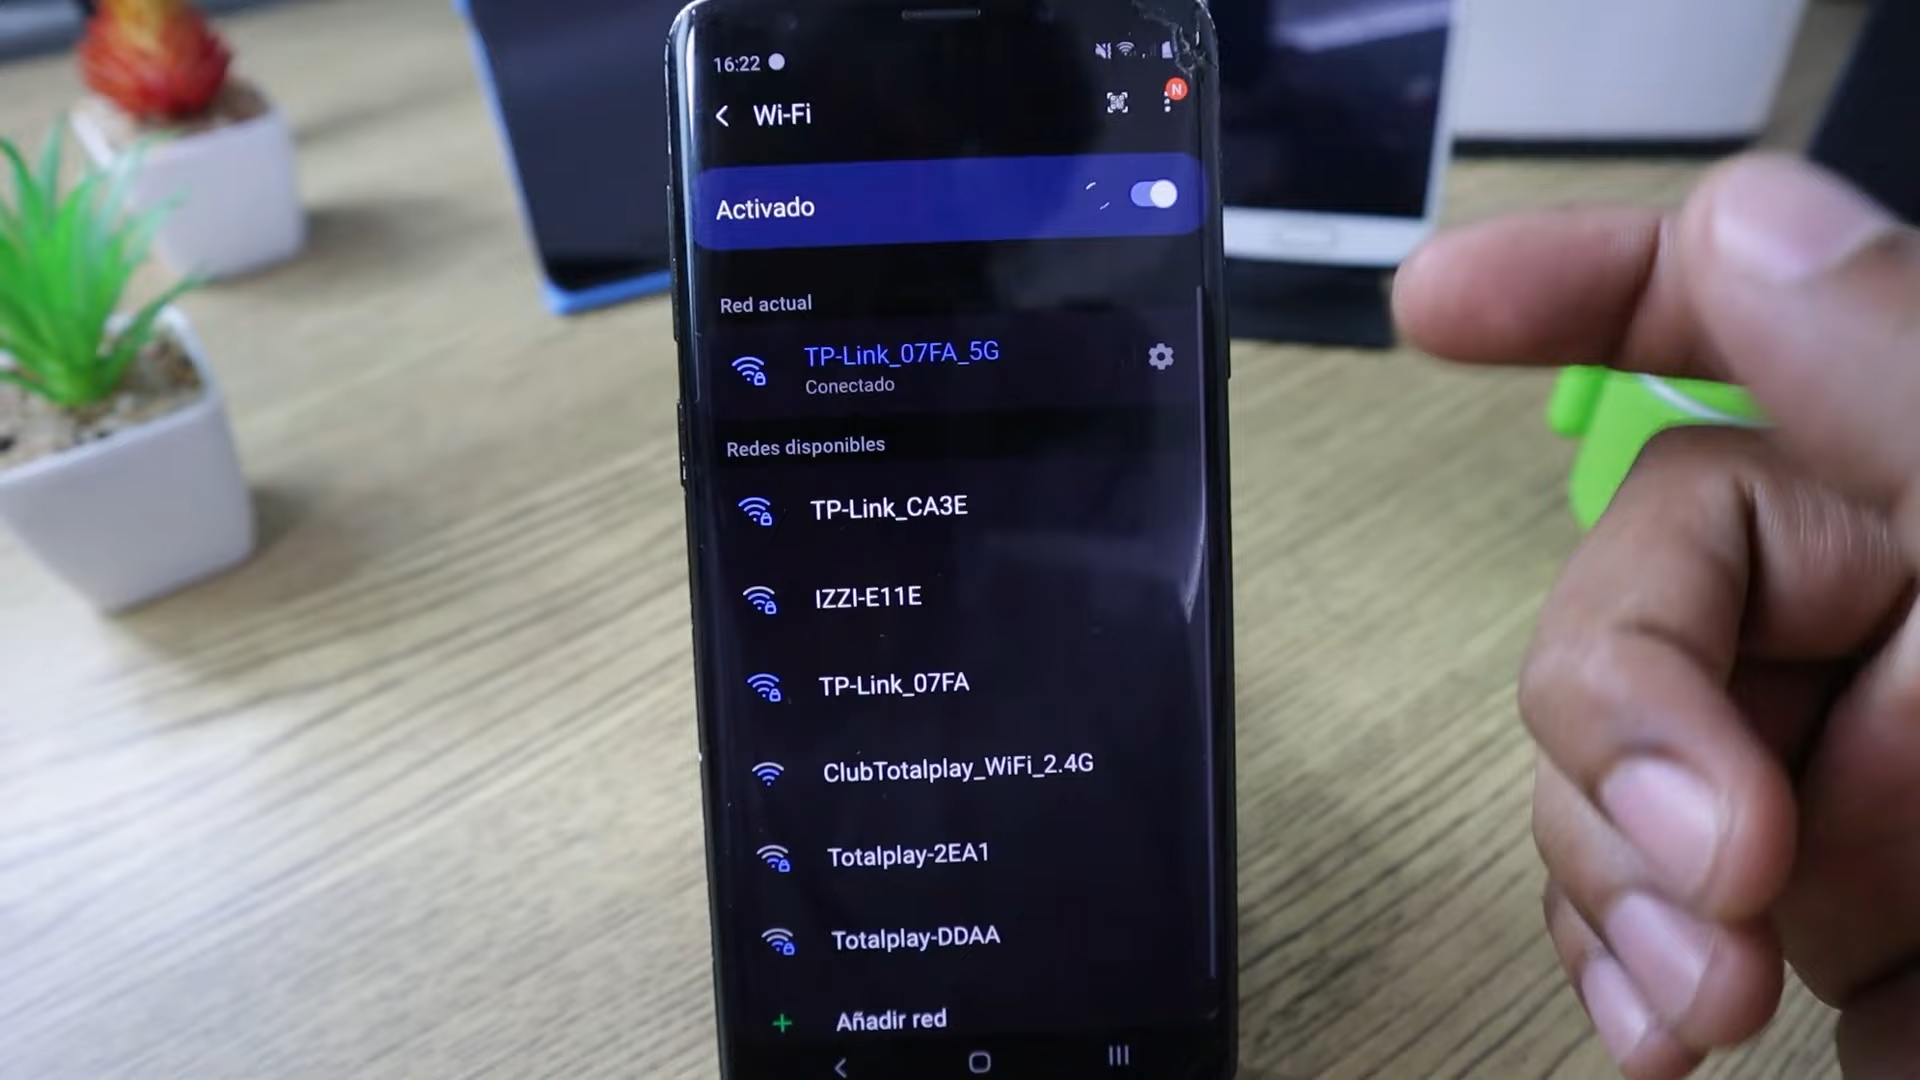 16:22
Wi-Fi
N
Activado
Red actual
TP-Link_07FA_5G
Conectado
Redes disponibles
TP-Link_CA3E
IZZI-E11E
TP-Link_07FA
ClubTotalplay_WiFi_2.4G
Totalplay-2EA1
Totalplay-DDAA
Añadir red